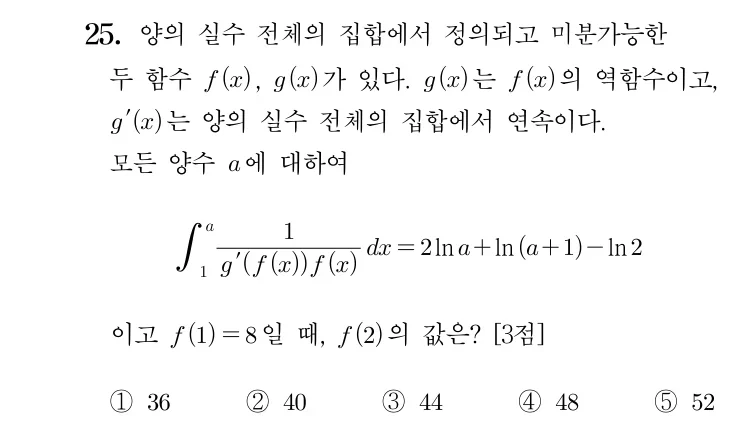 25. 양의 실수 전체의 집합에서 정의되고 미분가능한
두 함수 f(x), g(x)가 있다. g(x)는 f(x)의 역함수이고,
g′(x)는 양의 실수 전체의 집합에서 연속이다.
모든 양수 a에 대하여
∫₁ᵃ 1/(g′(f(x))f(x)) dx = 2ln a + ln(a+1) − ln2
이고 f(1)=8일 때, f(2)의 값은? [3점]
① 36 ② 40 ③ 44 ④ 48 ⑤ 52